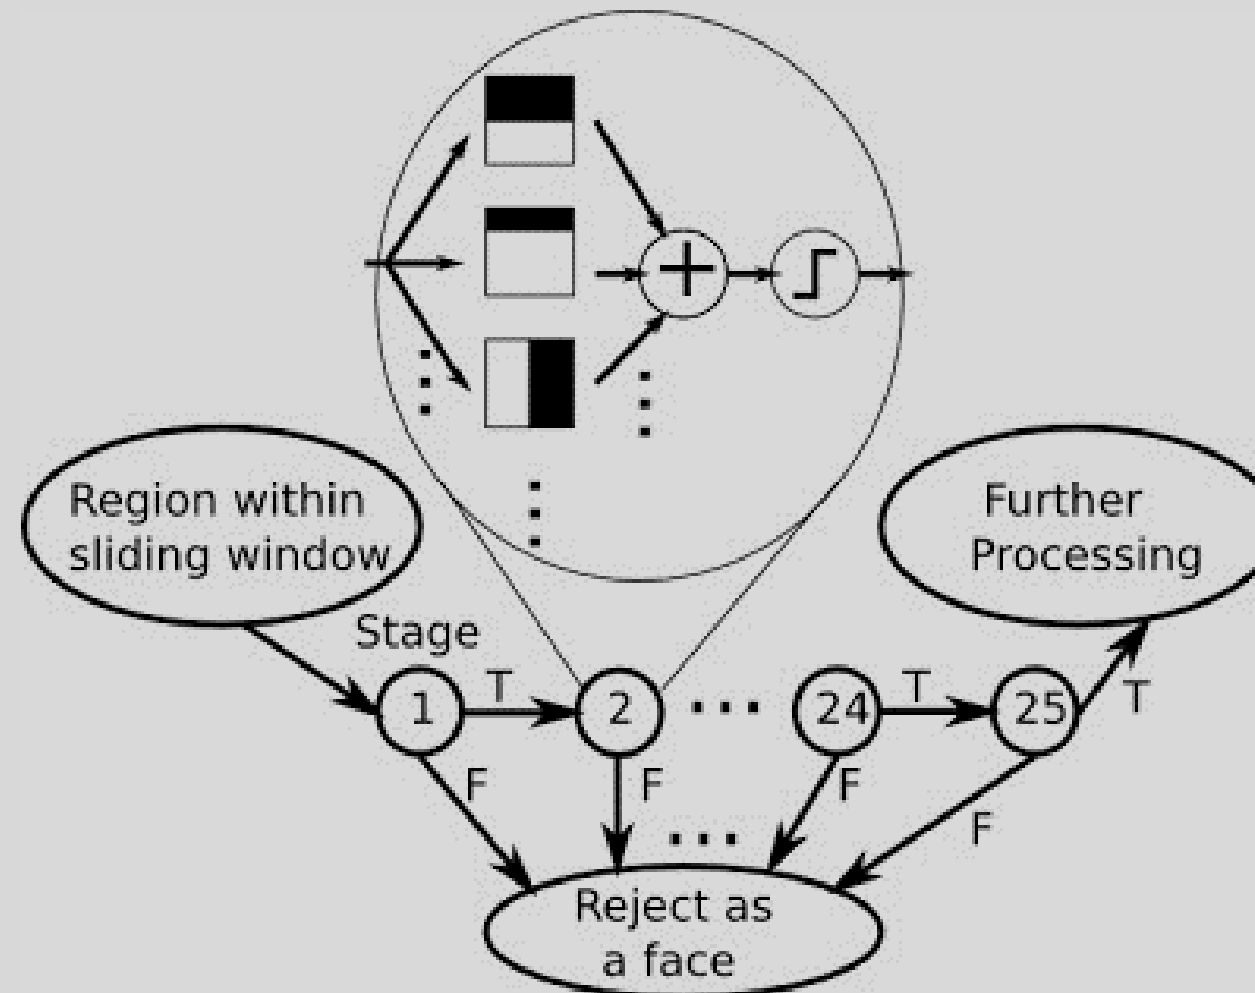 Region within
sliding window
Further
Processing
Stage
1
T
2
...
24
T
25
T
F
F
...
F
F
Reject as
a face